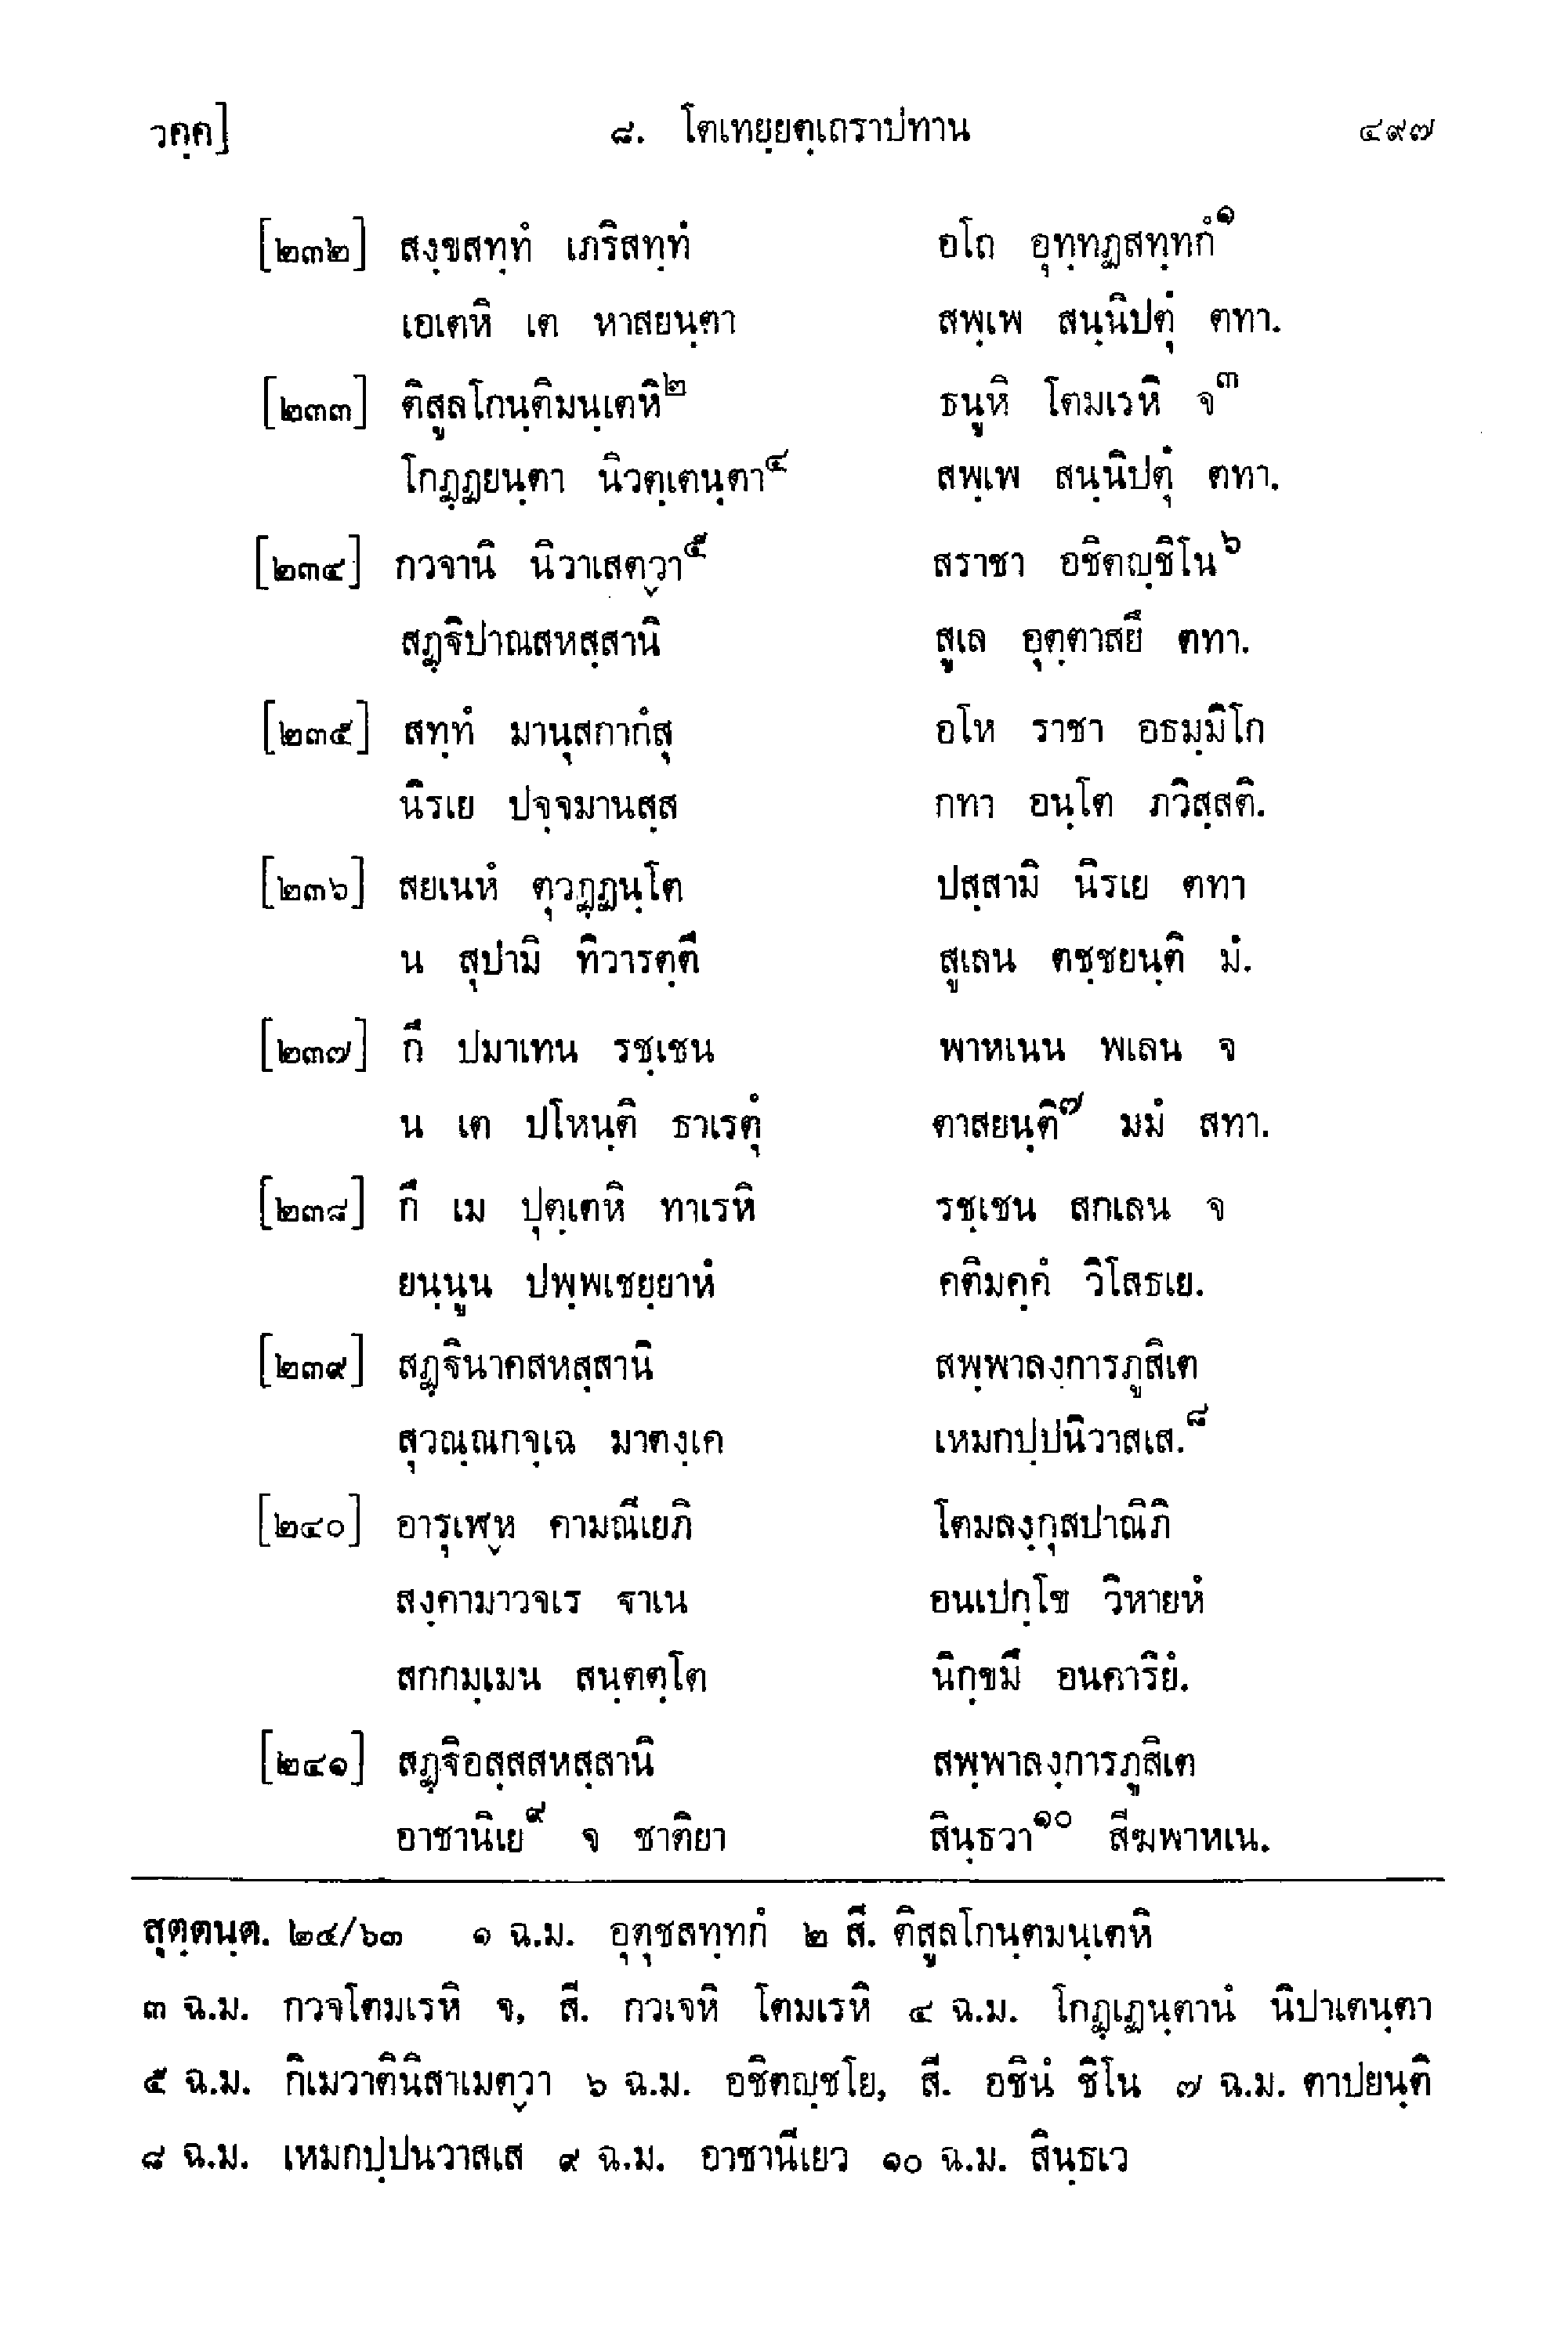 วคฺค]	๘. โตเทยฺยตฺเถราปทาน	๔๙๗
[๒๓๒] สงฺขสทฺทํ เภริสทฺทํ	อโถ อุทฺทฏสทฺทกํ๑
เอเตหิ เต หาสยนฺตา	สพฺเพ สนฺนิปตุํ ตทา.
[๒๓๓] ติสูลโกนฺติมนฺเตหิ๒	ธนูหิ โตมเรหิ จ๓
โกฏฺฏยนฺตา นิวตฺเตนฺตา๔	สพฺเพ สนฺนิปตุํ ตทา.
[๒๓๔] กวจานิ นิวาเสตฺวา๕	สราชา อชิตญฺชิโน๖
สฏฺฐิปาณสหสฺสานิ	สูเล อุตฺตาสยึ ตทา.
[๒๓๕] สทฺทํ มานุสกากํสุ	อโห ราชา อธมฺมิโก
นิรเย ปจฺจมานสฺส	กทา อนฺโต ภวิสฺสติ.
[๒๓๖] สยเนหํ ตุวฏฺฏนฺโต	ปสฺสามิ นิรเย ตทา
น สุปามิ ทิวารตฺตึ	สูเลน ตชฺชยนฺติ มํ.
[๒๓๗] กึ ปมาเทน รชฺเชน	พาหเนน พเลน จ
น เต ปโหนฺติ ธาเรตุํ	ตาสยนฺติ๗ มมํ สทา.
[๒๓๘] กึ เม ปุตฺเตหิ ทาเรหิ	รชฺเชน สกเลน จ
ยนฺนูน ปพฺพเชยฺยาหํ	คติมคฺคํ วิโสธเย.
[๒๓๙] สฏฺฐินาคสหสฺสานิ	สพฺพาลงฺการภูสิเต
สุวณฺณกจฺเฉ มาตงฺเค	เหมกปฺปนิวาสเส.๘
[๒๔๐] อารุเฬฺห คามณีเยภิ	โตมลงฺกุสปาณิภิ
สงฺคามาวจเร ฐาเน	อนเปกฺโข วิหายหํ
สกกมฺเมน สนฺตตฺโต	นิกฺขมึ อนคาริยํ.
[๒๔๑] สฏฺฐิอสฺสสหสฺสานิ	สพฺพาลงฺการภูสิเต
อาชานิเย๙ จ ชาติยา	สินฺธวา๑๐ สีฆพาหเน.
สุตฺตนฺต. ๒๔/๖๓ ๑ ฉ.ม. อุตุชสทฺทกํ ๒ สี. ติสูลโกนฺตมนฺเตหิ
๓ ฉ.ม. กวจโตมเรหิ จ, สี. กวเจหิ โตมเรหิ ๔ ฉ.ม. โกฏฺเฏนฺตานํ นิปาเตนฺตา
๕ ฉ.ม. กิเมวาตินิสาเมตฺวา ๖ ฉ.ม. อชิตญฺชโย, สี. อชินํ ชิโน ๗ ฉ.ม. ตาปยนฺติ
๘ ฉ.ม. เหมกปฺปนวาสเส ๙ ฉ.ม. อาชานีเยว ๑๐ ฉ.ม. สินฺธเว